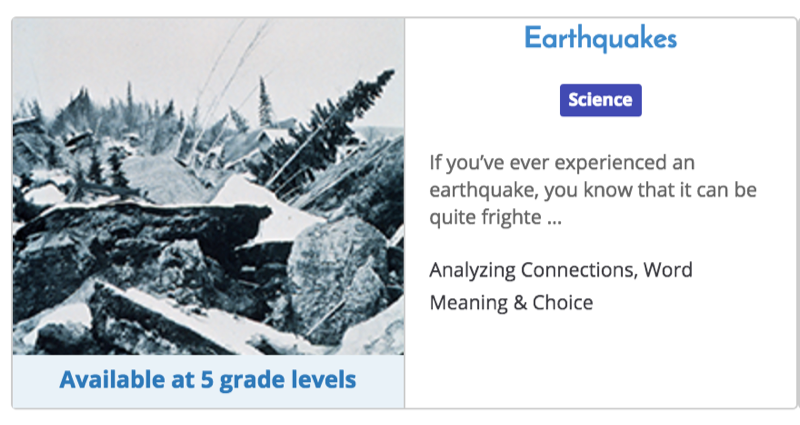 Earthquakes
Science
If you’ve ever experienced an
earthquake, you know that it can be
quite frighte ...
Analyzing Connections, Word
Meaning & Choice
Available at 5 grade levels